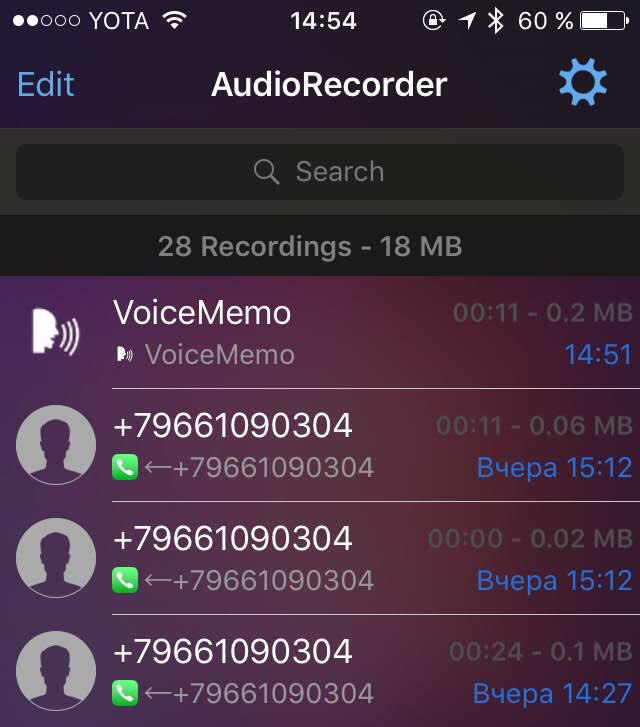 YOTA 14:54 60 %
Edit AudioRecorder
Search
28 Recordings - 18 MB
VoiceMemo 00:11 - 0.2 MB
VoiceMemo 14:51
+79661090304 00:11 - 0.06 MB
←+79661090304 Вчера 15:12
+79661090304 00:00 - 0.02 MB
←+79661090304 Вчера 15:12
+79661090304 00:24 - 0.1 MB
←+79661090304 Вчера 14:27